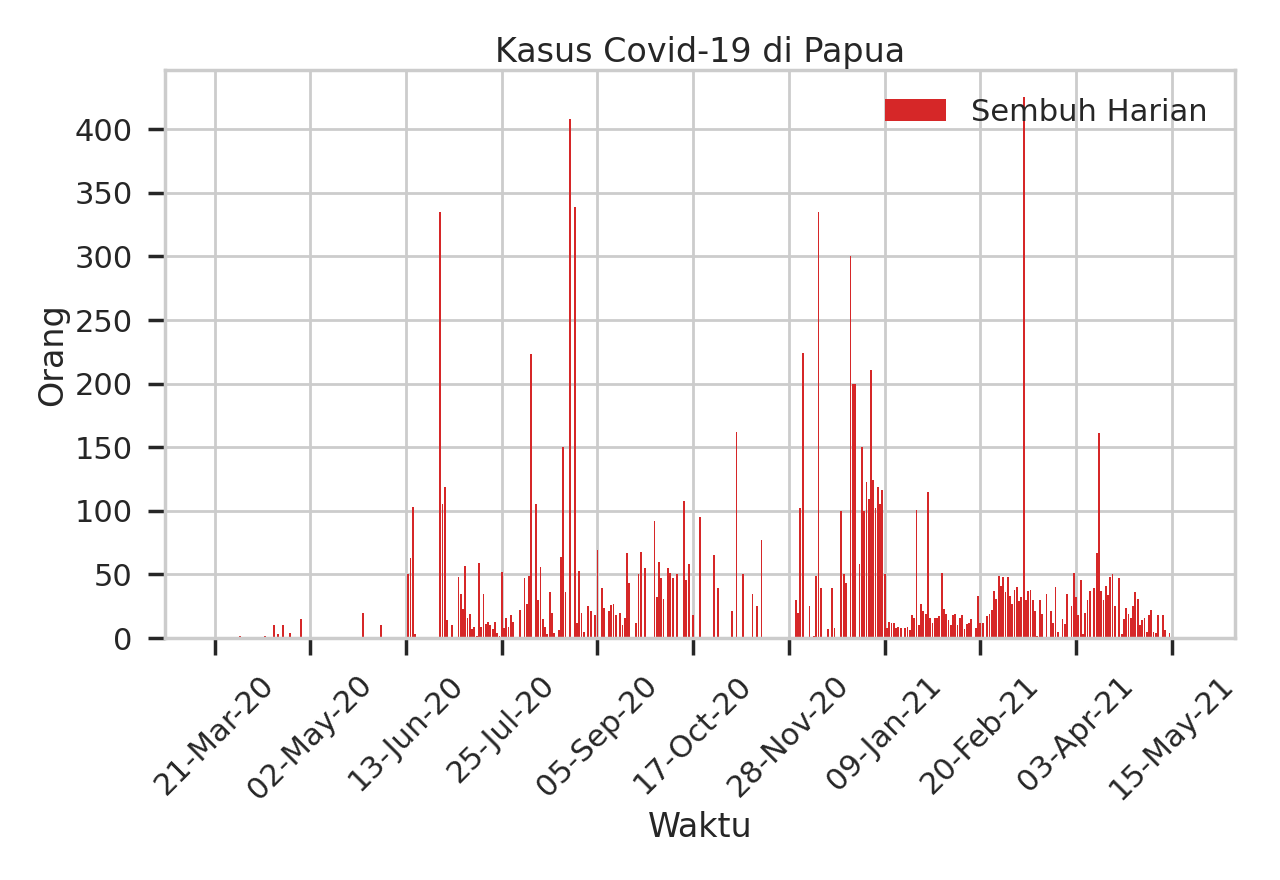 Kasus Covid-19 di Papua
Sembuh Harian
Orang
400
350
300
250
200
150
100
50
0
21-Mar-20
02-May-20
13-Jun-20
25-Jul-20
05-Sep-20
17-Oct-20
28-Nov-20
09-Jan-21
20-Feb-21
03-Apr-21
15-May-21
Waktu